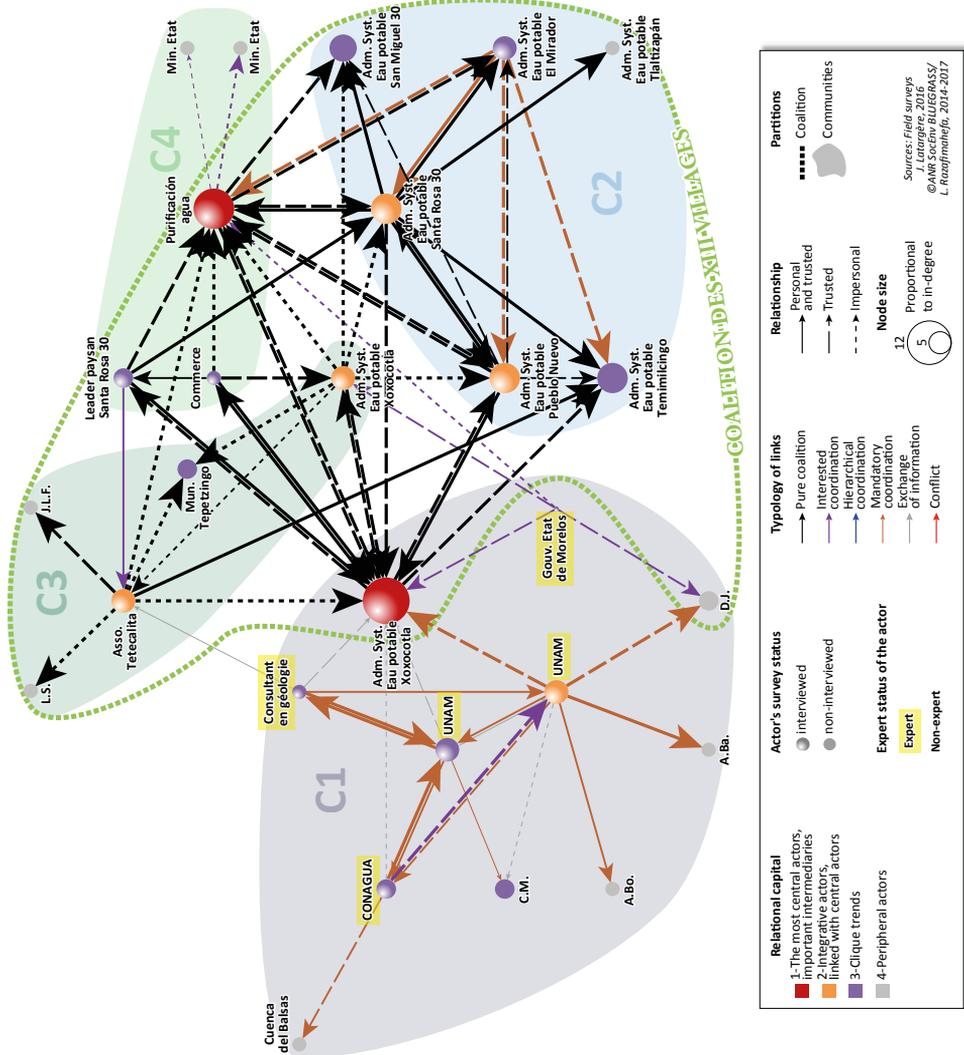 Min. Etat
Min. Etat
C4
Purificación
agua
Adm. Syst.
Eau potable
San Miguel 30
Adm. Syst.
Eau potable
El Mirador
Adm. Syst.
Eau potable
Tlaltizapán
Adm. Syst.
Eau potable
Santa Rosa 30
C2
Leader paysan
Santa Rosa 30
Commerce
Adm. Syst.
Eau potable
Xoxocotla
Adm. Syst.
Eau potable
Pueblo Nuevo
Adm. Syst.
Eau potable
Temimilcingo
COALITION·DES·XIII·VILLAGES
J.L.F.
Mun.
Tepetzingo
C3
Asso.
Tetecalita
L.S.
Gouv. Etat
de Morelos
D.J.
Adm. Syst.
Eau potable
Xoxocotla
Consultant
en géologie
UNAM
UNAM
C1
A.Ba.
CONAGUA
C.M.
A.Bo.
Cuenca
del Balsas
Relational capital
1-The most central actors,
important intermediaries
2-Integrative actors,
linked with central actors
3-Clique trends
4-Peripheral actors
Actor's survey status
interviewed
non-interviewed
Expert status of the actor
Expert
Non-expert
Typology of links
Pure coalition
Interested
coordination
Hierarchical
coordination
Mandatory
coordination
Exchange
of information
Conflict
Relationship
Personal
and trusted
Trusted
Impersonal
Node size
12
5
Proportional
to in-degree
Partitions
Coalition
Communities
Sources: Field surveys
J. Latargère, 2016
©ANR SocEnv BLUEGRASS/
L. Razafimahefa, 2014-2017